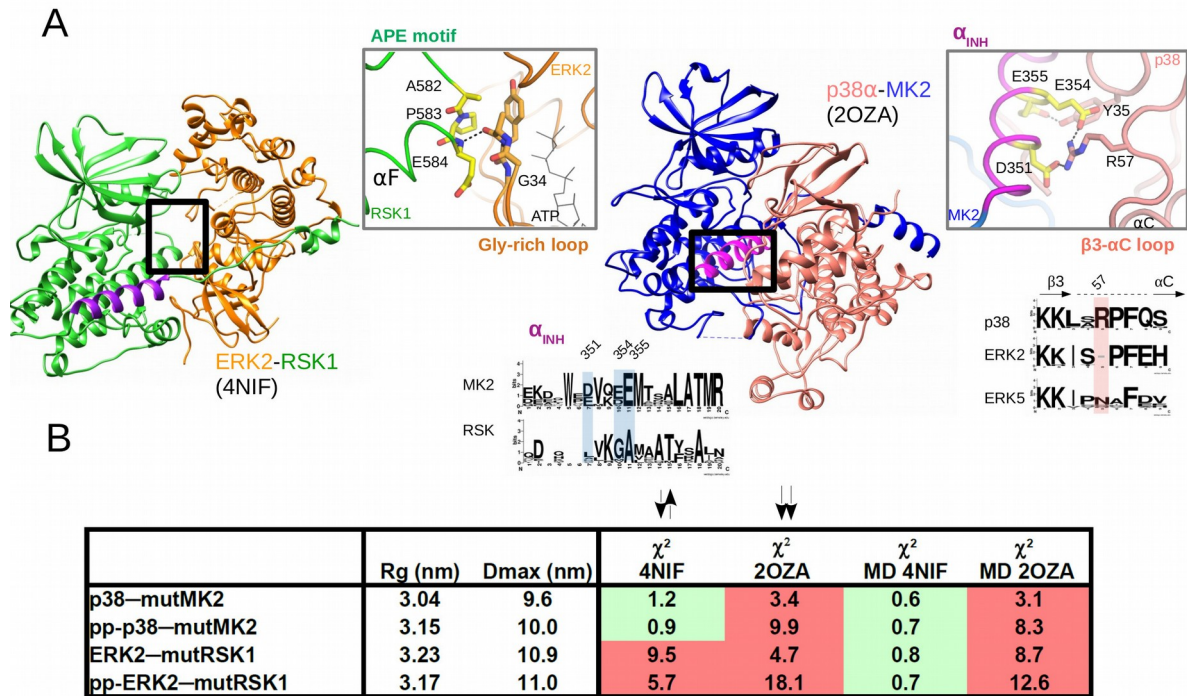 A
APE motif
ERK2
A582
P583
E584
αF
G34
ATP
RSK1
Gly-rich loop
ERK2-RSK1
(4NIF)
p38α-MK2
(2OZA)
αINH
p38
E355 E354
Y35
D351
R57
MK2
αC
β3-αC loop
β3 57 αC
p38 KKLSRPFQS
ERK2 KKIS-PFEH
ERK5 KKIPNAFDV
αINH
351 354 355
MK2
RSK
B
Rg (nm) Dmax (nm) χ² 4NIF χ² 2OZA χ² MD 4NIF χ² MD 2OZA
p38–mutMK2 3.04 9.6 1.2 3.4 0.6 3.1
pp-p38–mutMK2 3.15 10.0 0.9 9.9 0.7 8.3
ERK2–mutRSK1 3.23 10.9 9.5 4.7 0.8 8.7
pp-ERK2–mutRSK1 3.17 11.0 5.7 18.1 0.7 12.6